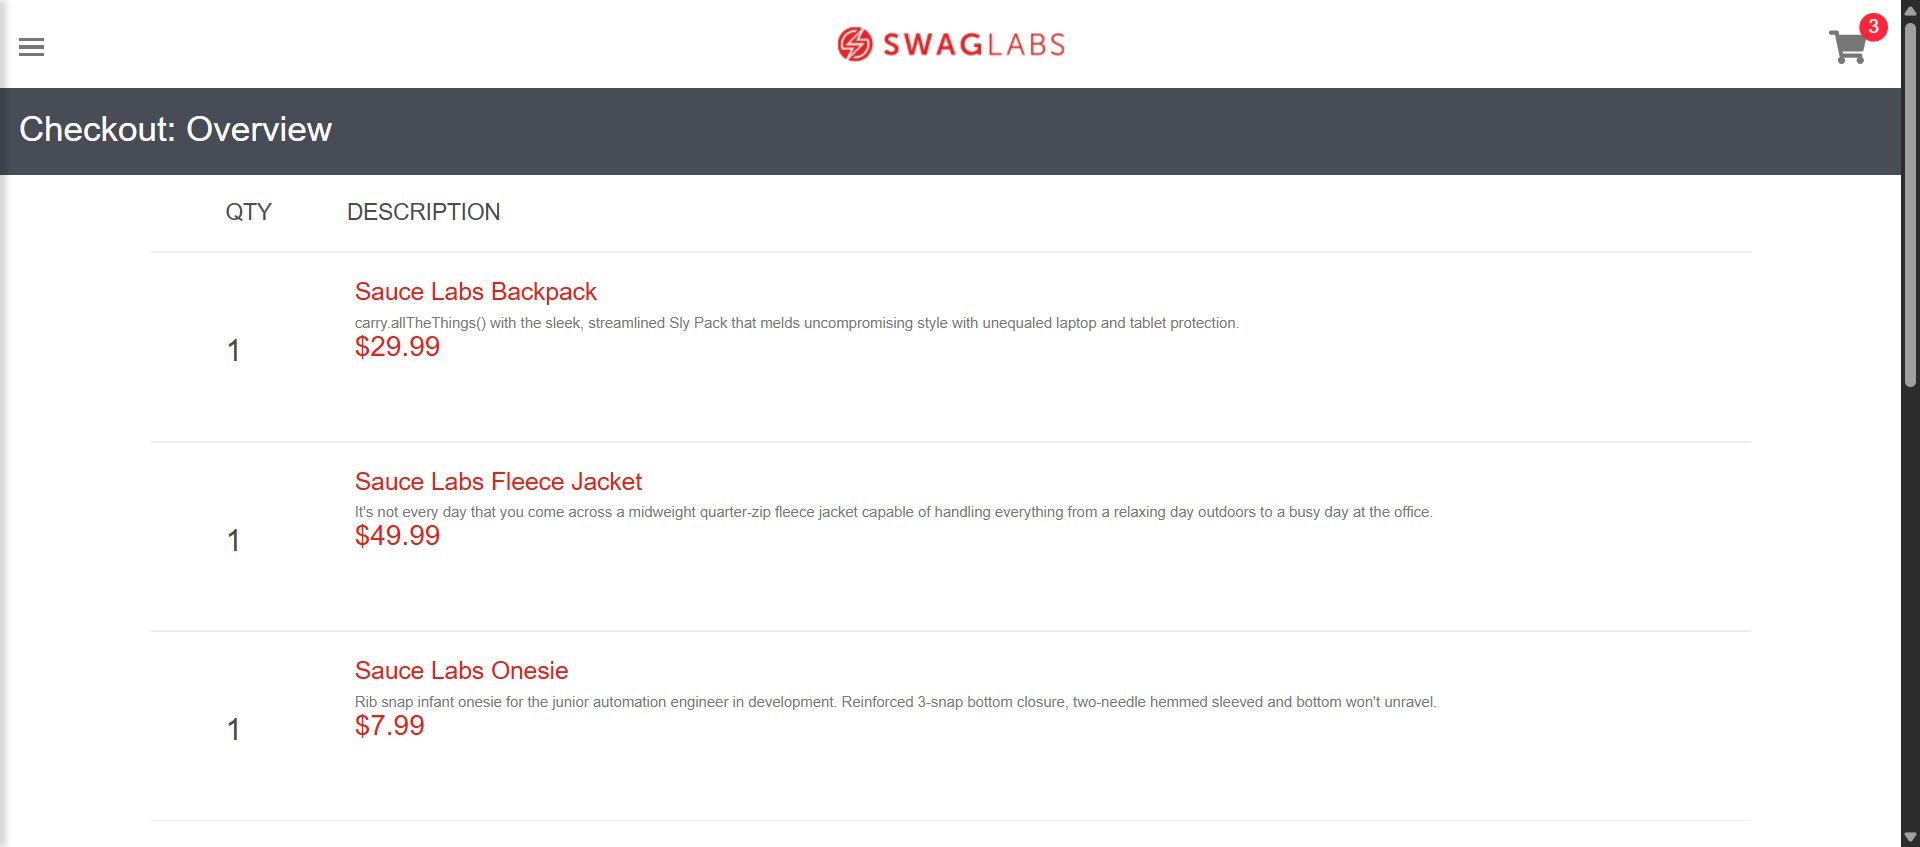 SWAGLABS
3
Checkout: Overview
QTY DESCRIPTION
1
Sauce Labs Backpack
carry.allTheThings() with the sleek, streamlined Sly Pack that melds uncompromising style with unequaled laptop and tablet protection.
$29.99
1
Sauce Labs Fleece Jacket
It's not every day that you come across a midweight quarter-zip fleece jacket capable of handling everything from a relaxing day outdoors to a busy day at the office.
$49.99
1
Sauce Labs Onesie
Rib snap infant onesie for the junior automation engineer in development. Reinforced 3-snap bottom closure, two-needle hemmed sleeved and bottom won't unravel.
$7.99